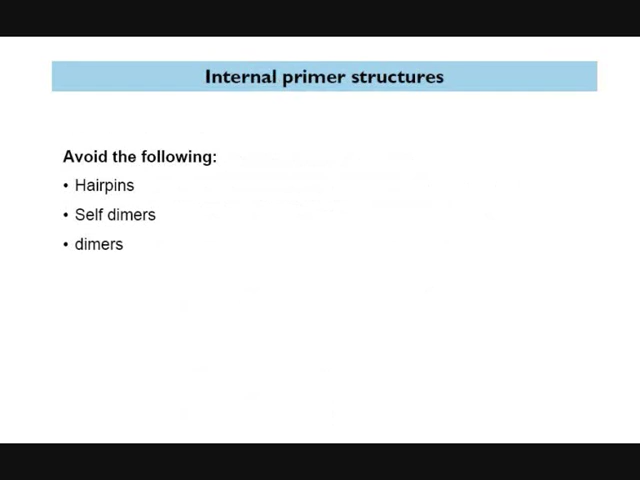 Internal primer structures
Avoid the following:
• Hairpins
• Self dimers
• dimers